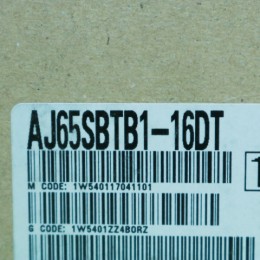 AJ65SBTB1-16DT
1
M CODE: 1W540117041101
G CODE: 1W5401ZZ4B0RZ